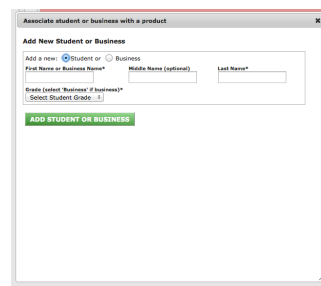 Associate student or business with a product
Add New Student or Business
Add a new: Student or Business
First Name or Business Name* Middle Name (optional) Last Name*
Grade (select 'Business' if business)*
Select Student Grade
ADD STUDENT OR BUSINESS